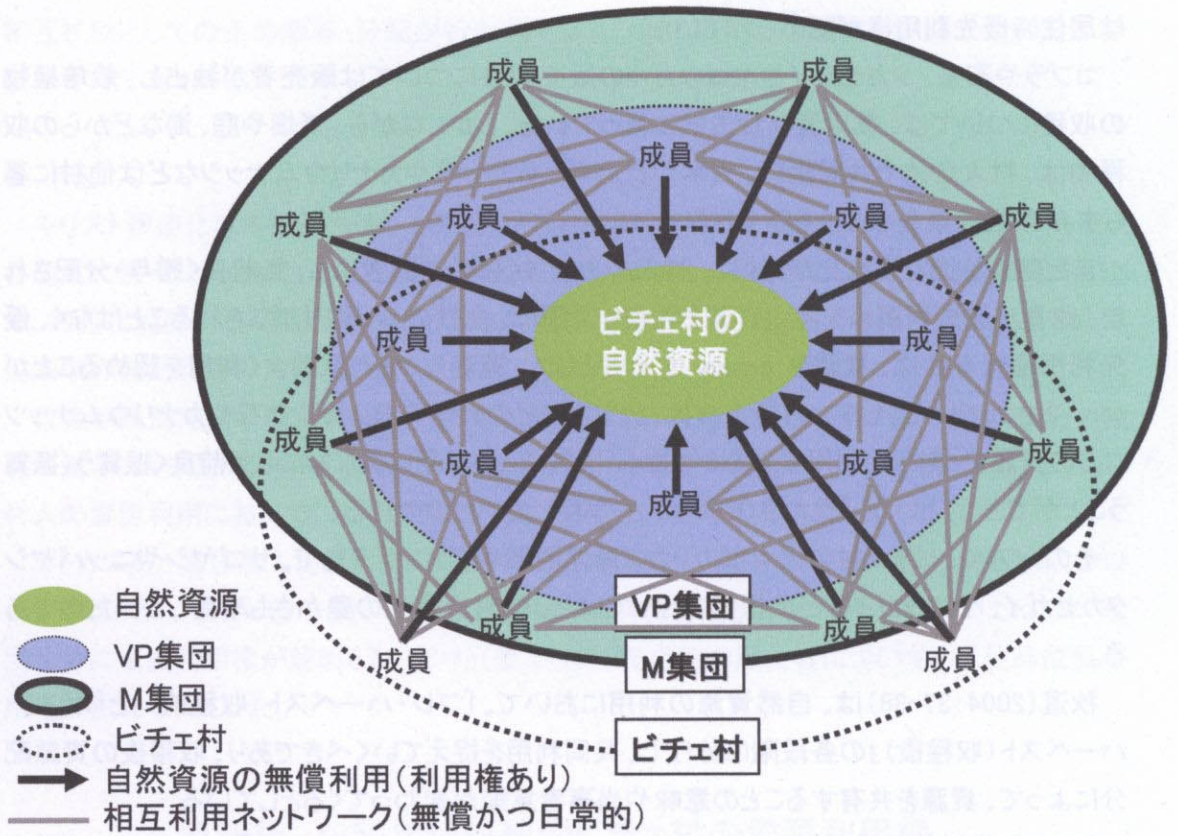 成員 成員
成員
成員 成員 成員 成員
ビチェ村の
自然資源
成員 成員
成員 成員
成員 成員
成員
成員 成員
成員 成員
VP集団
M集団
ビチェ村
自然資源
VP集団
M集団
ビチェ村
自然資源の無償利用(利用権あり)
相互利用ネットワーク(無償かつ日常的)